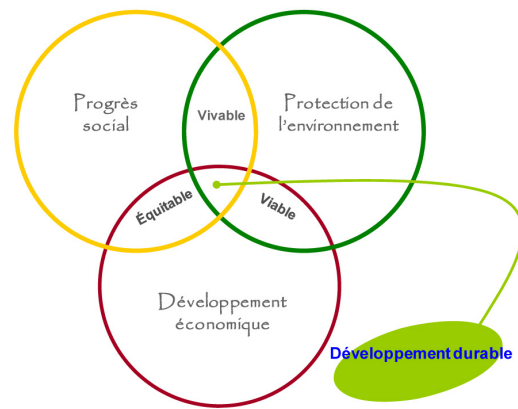 Progrès
social
Protection de
l'environnement
Vivable
Équitable
Viable
Développement
économique
Développement durable